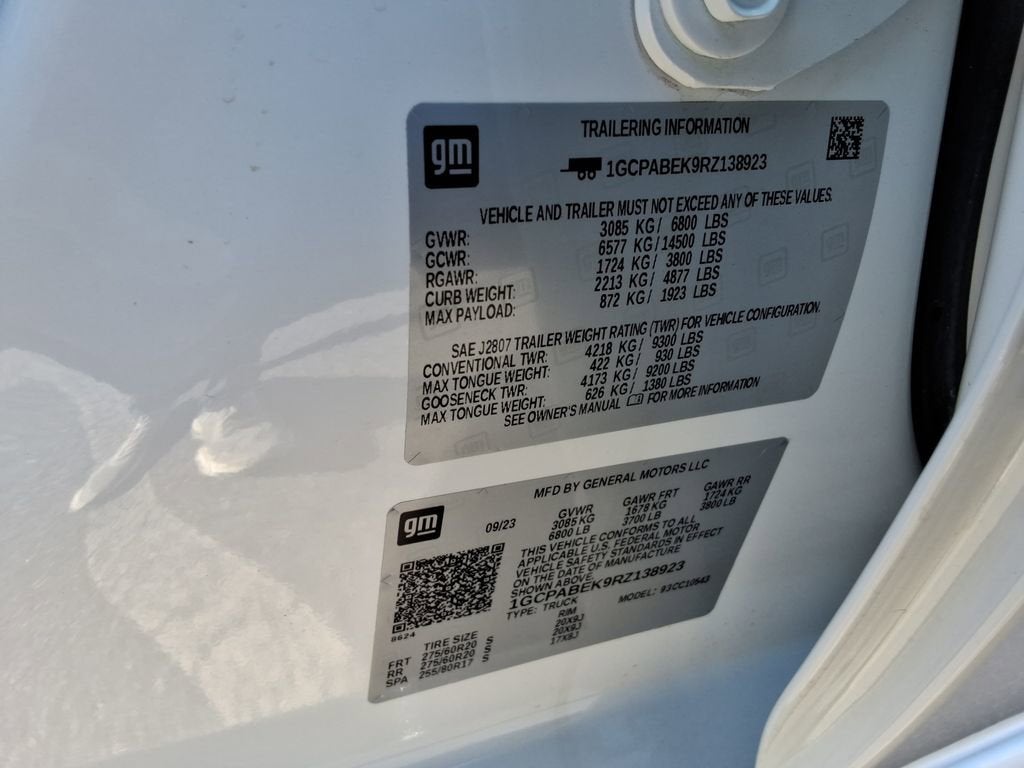 gm
TRAILERING INFORMATION
1GCPABEK9RZ138923
VEHICLE AND TRAILER MUST NOT EXCEED ANY OF THESE VALUES.
GVWR: 3085 KG/ 6800 LBS
GCWR: 6577 KG/14500 LBS
RGAWR: 1724 KG/ 3800 LBS
CURB WEIGHT: 2213 KG/ 4877 LBS
MAX PAYLOAD: 872 KG/ 1923 LBS
SAE J2807 TRAILER WEIGHT RATING (TWR) FOR VEHICLE CONFIGURATION.
CONVENTIONAL TWR: 4218 KG/ 9300 LBS
MAX TONGUE WEIGHT: 422 KG/ 930 LBS
GOOSENECK TWR: 4173 KG/ 9200 LBS
MAX TONGUE WEIGHT: 626 KG/ 1380 LBS
SEE OWNER'S MANUAL FOR MORE INFORMATION
gm
MFD BY GENERAL MOTORS LLC
09/23 GVWR GAWR FRT GAWR RR
3085 KG 1678 KG 1724 KG
6800 LB 3700 LB 3800 LB
THIS VEHICLE CONFORMS TO ALL
APPLICABLE U.S. FEDERAL MOTOR
VEHICLE SAFETY STANDARDS IN EFFECT
ON THE DATE OF MANUFACTURE
SHOWN ABOVE.
1GCPABEK9RZ138923
TYPE: TRUCK MODEL: 93CC10543
8624
TIRE SIZE RIM
FRT 275/60R20 S 20X9J
RR 275/60R20 S 20X9J
SPA 255/80R17 S 17X8J